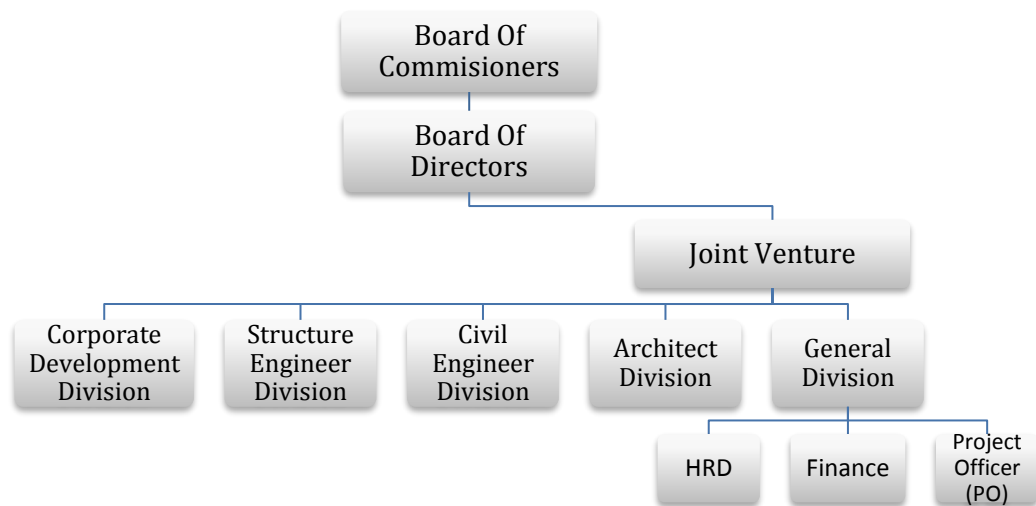 Board Of
Commisioners
Board Of
Directors
Joint Venture
Corporate
Development
Division
Structure
Engineer
Division
Civil
Engineer
Division
Architect
Division
General
Division
HRD
Finance
Project
Officer
(PO)